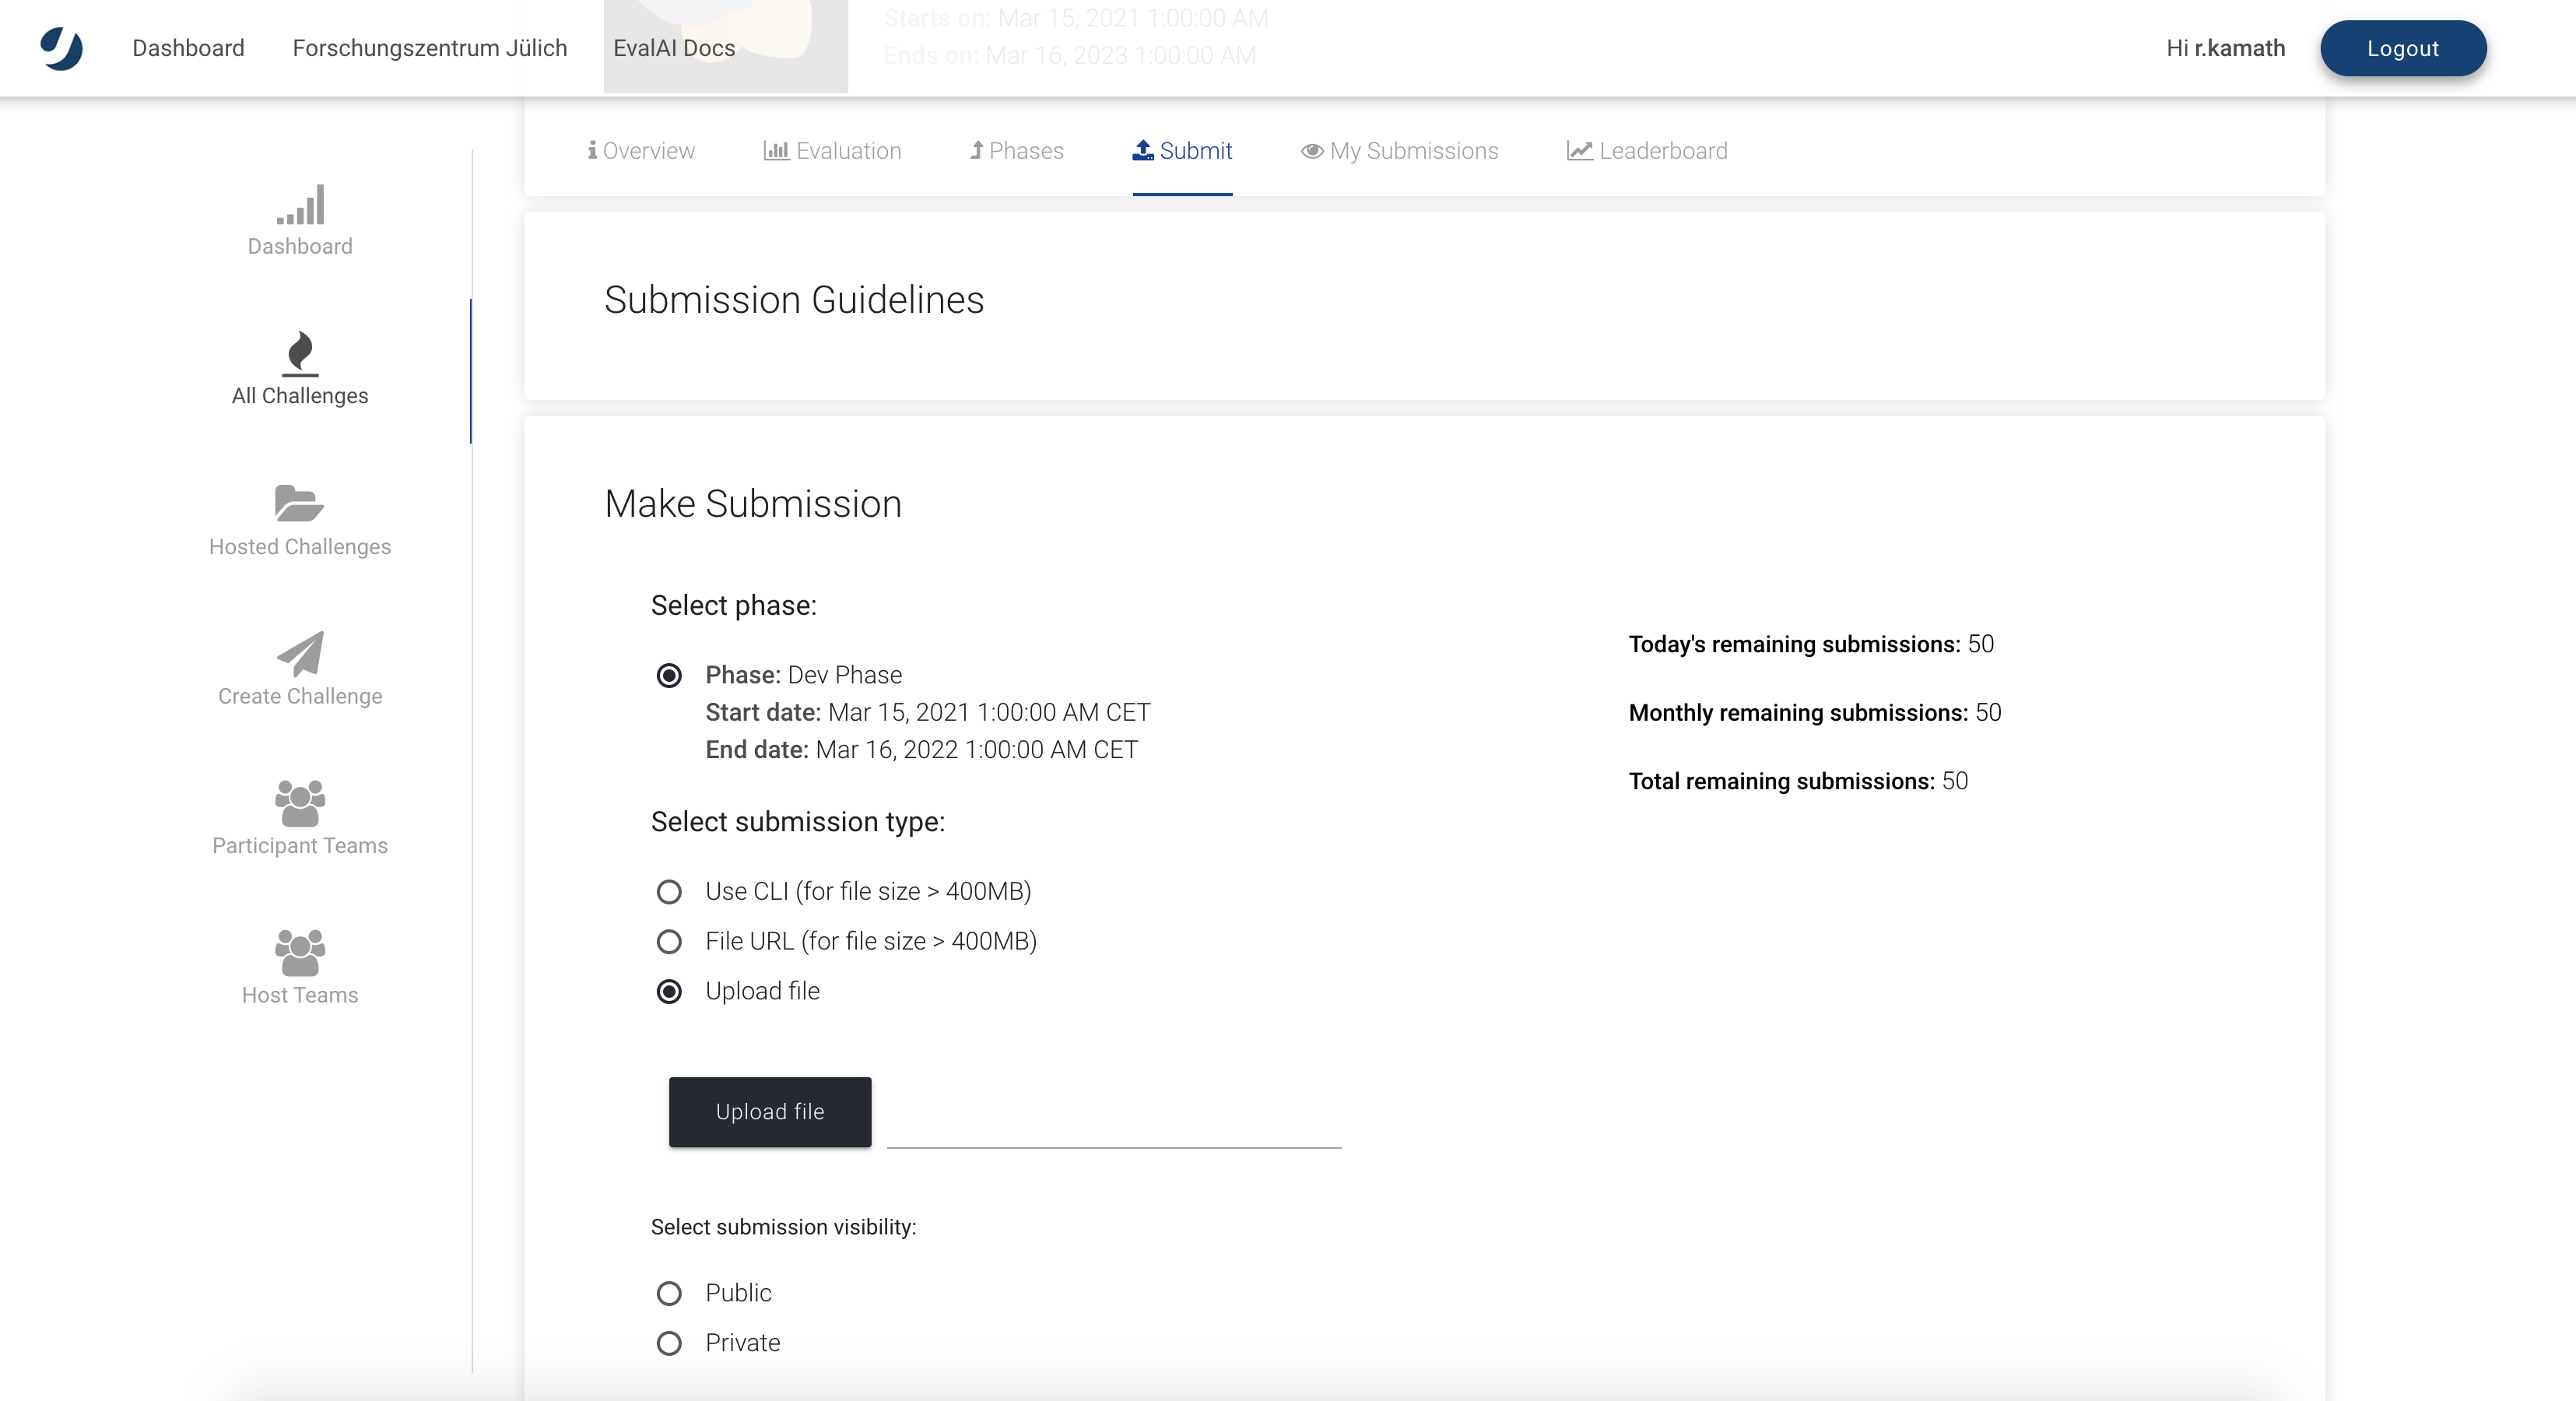 Dashboard
Forschungszentrum Jülich
EvalAI Docs
Starts on: Mar 15, 2021 1:00:00 AM
Ends on: Mar 16, 2023 1:00:00 AM
Hi r.kamath
Logout
Overview
Evaluation
Phases
Submit
My Submissions
Leaderboard
Dashboard
All Challenges
Hosted Challenges
Create Challenge
Participant Teams
Host Teams
Submission Guidelines
Make Submission
Select phase:
Phase: Dev Phase
Start date: Mar 15, 2021 1:00:00 AM CET
End date: Mar 16, 2022 1:00:00 AM CET
Today's remaining submissions: 50
Monthly remaining submissions: 50
Total remaining submissions: 50
Select submission type:
Use CLI (for file size > 400MB)
File URL (for file size > 400MB)
Upload file
Upload file
Select submission visibility:
Public
Private